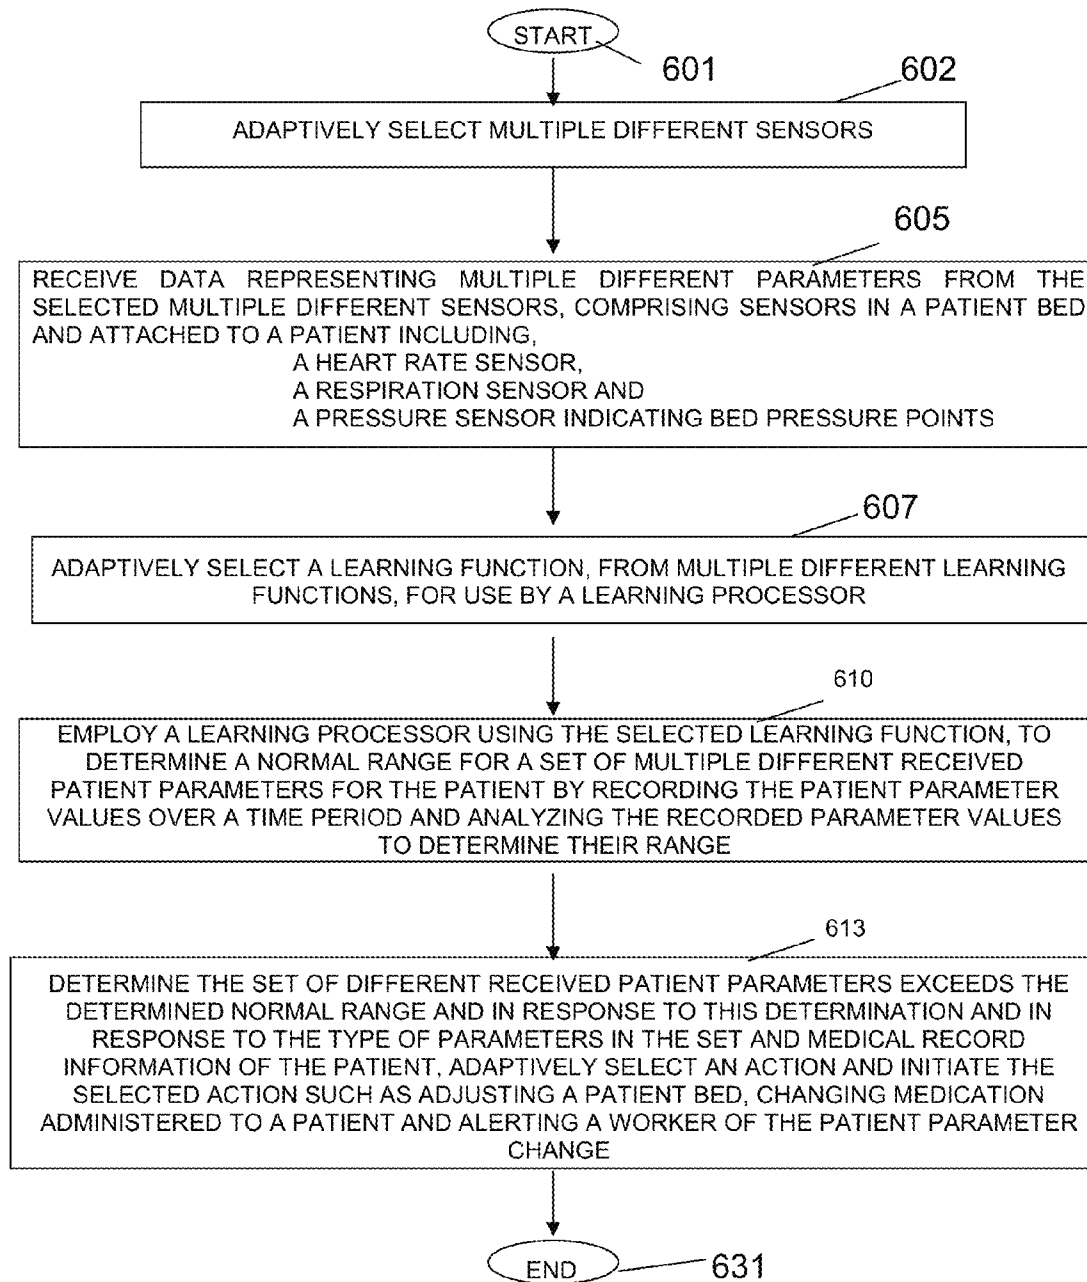 START
601
602
ADAPTIVELY SELECT MULTIPLE DIFFERENT SENSORS
605
RECEIVE DATA REPRESENTING MULTIPLE DIFFERENT PARAMETERS FROM THE
SELECTED MULTIPLE DIFFERENT SENSORS, COMPRISING SENSORS IN A PATIENT BED
AND ATTACHED TO A PATIENT INCLUDING,
A HEART RATE SENSOR,
A RESPIRATION SENSOR AND
A PRESSURE SENSOR INDICATING BED PRESSURE POINTS
607
ADAPTIVELY SELECT A LEARNING FUNCTION, FROM MULTIPLE DIFFERENT LEARNING
FUNCTIONS, FOR USE BY A LEARNING PROCESSOR
610
EMPLOY A LEARNING PROCESSOR USING THE SELECTED LEARNING FUNCTION, TO
DETERMINE A NORMAL RANGE FOR A SET OF MULTIPLE DIFFERENT RECEIVED
PATIENT PARAMETERS FOR THE PATIENT BY RECORDING THE PATIENT PARAMETER
VALUES OVER A TIME PERIOD AND ANALYZING THE RECORDED PARAMETER VALUES
TO DETERMINE THEIR RANGE
613
DETERMINE THE SET OF DIFFERENT RECEIVED PATIENT PARAMETERS EXCEEDS THE
DETERMINED NORMAL RANGE AND IN RESPONSE TO THIS DETERMINATION AND IN
RESPONSE TO THE TYPE OF PARAMETERS IN THE SET AND MEDICAL RECORD
INFORMATION OF THE PATIENT, ADAPTIVELY SELECT AN ACTION AND INITIATE THE
SELECTED ACTION SUCH AS ADJUSTING A PATIENT BED, CHANGING MEDICATION
ADMINISTERED TO A PATIENT AND ALERTING A WORKER OF THE PATIENT PARAMETER
CHANGE
END
631